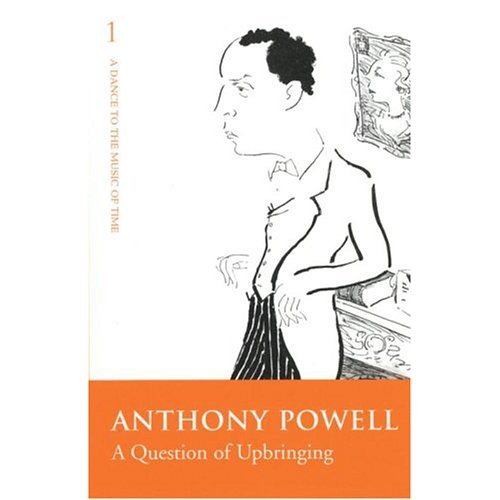 1
A DANCE TO THE MUSIC OF TIME
ANTHONY POWELL
A Question of Upbringing